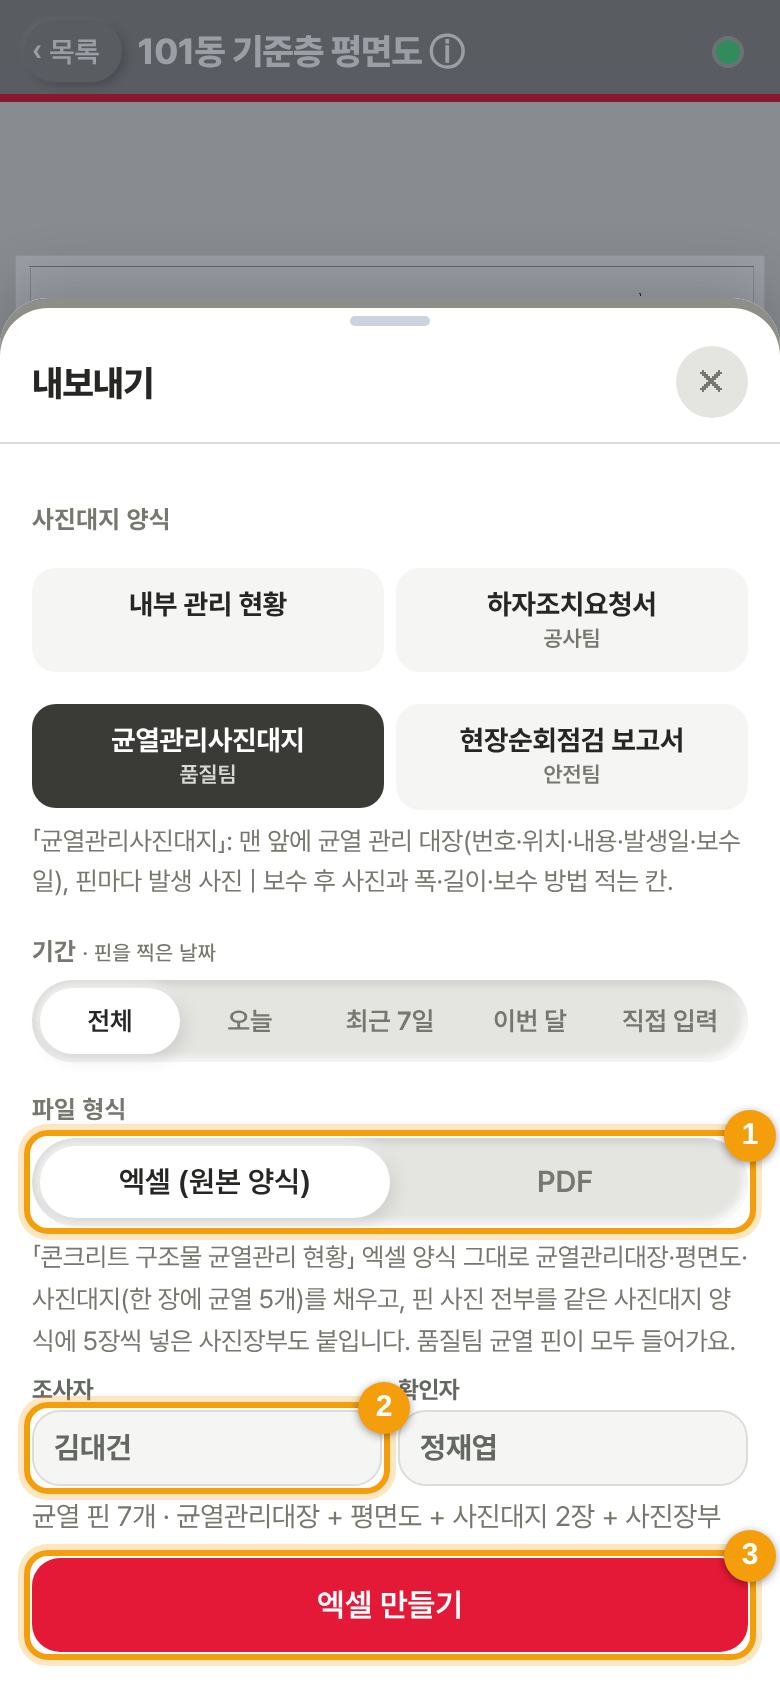 ‹ 목록
101동 기준층 평면도 ⓘ
내보내기
✕
사진대지 양식
내부 관리 현황
하자조치요청서
공사팀
균열관리사진대지
품질팀
현장순회점검 보고서
안전팀
「균열관리사진대지」: 맨 앞에 균열 관리 대장(번호·위치·내용·발생일·보수
일), 핀마다 발생 사진 | 보수 후 사진과 폭·길이·보수 방법 적는 칸.
기간 · 핀을 찍은 날짜
전체 오늘 최근 7일 이번 달 직접 입력
파일 형식
1
엑셀 (원본 양식) PDF
「콘크리트 구조물 균열관리 현황」 엑셀 양식 그대로 균열관리대장·평면도·
사진대지(한 장에 균열 5개)를 채우고, 핀 사진 전부를 같은 사진대지 양
식에 5장씩 넣은 사진장부도 붙입니다. 품질팀 균열 핀이 모두 들어가요.
조사자
2
확인자
김대건
정재엽
균열 핀 7개 · 균열관리대장 + 평면도 + 사진대지 2장 + 사진장부
3
엑셀 만들기